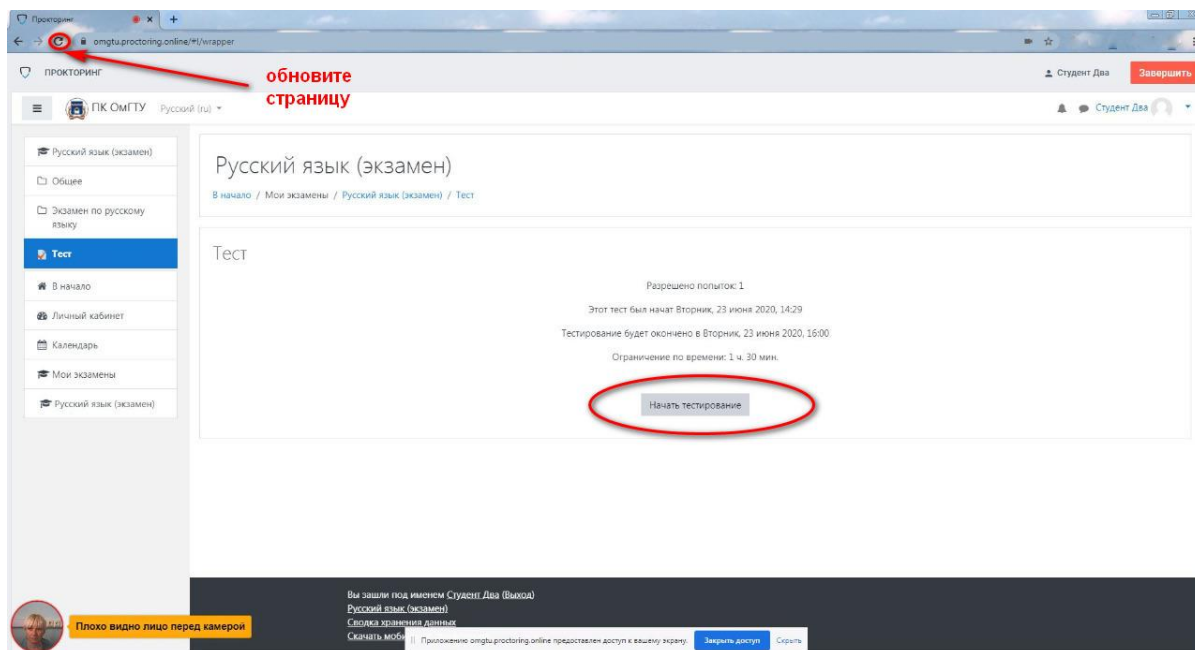 Прокторинг
omgtu.proctoring.online/#l/wrapper
ПРОКТОРИНГ
Студент Два
Завершить
обновите
страницу
ПК ОмГТУ
Русский (ru)
Студент Два
Русский язык (экзамен)
Общее
Экзамен по русскому
языку
Тест
В начало
Личный кабинет
Календарь
Мои экзамены
Русский язык (экзамен)
Русский язык (экзамен)
В начало / Мои экзамены / Русский язык (экзамен) / Тест
Тест
Разрешено попыток: 1
Этот тест был начат Вторник, 23 июня 2020, 14:29
Тестирование будет окончено в Вторник, 23 июня 2020, 16:00
Ограничение по времени: 1 ч. 30 мин.
Начать тестирование
Вы зашли под именем Студент Два (Выход)
Русский язык (экзамен)
Сводка хранения данных
Скачать моби
Плохо видно лицо перед камерой
Приложению omgtu.proctoring.online предоставлен доступ к вашему экрану.
Закрыть доступ
Скрыть